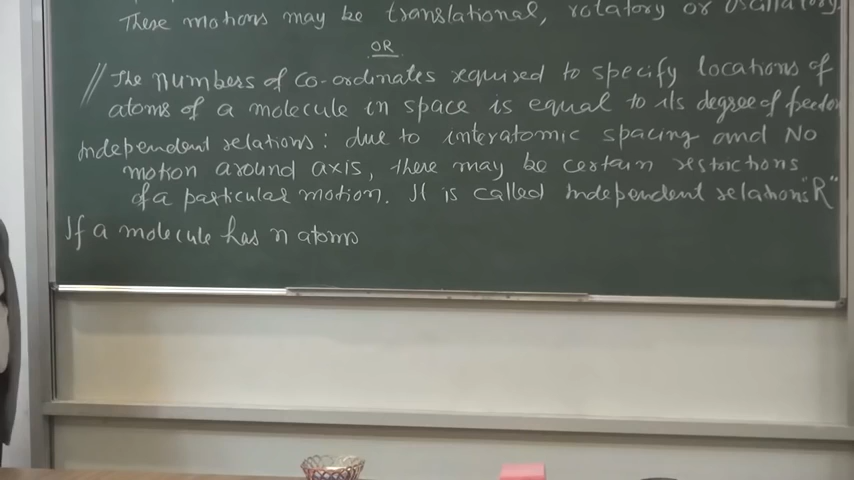 These motions may be translational, rotatory or oscillatory.
OR
The numbers of co-ordinates required to specify locations of
atoms of a molecule in space is equal to its degree of freedom
Independent relations: due to interatomic spacing and No
motion around axis, there may be certain restrictions
of a particular motion. It is called Independent relations "R"
If a molecule has n atoms